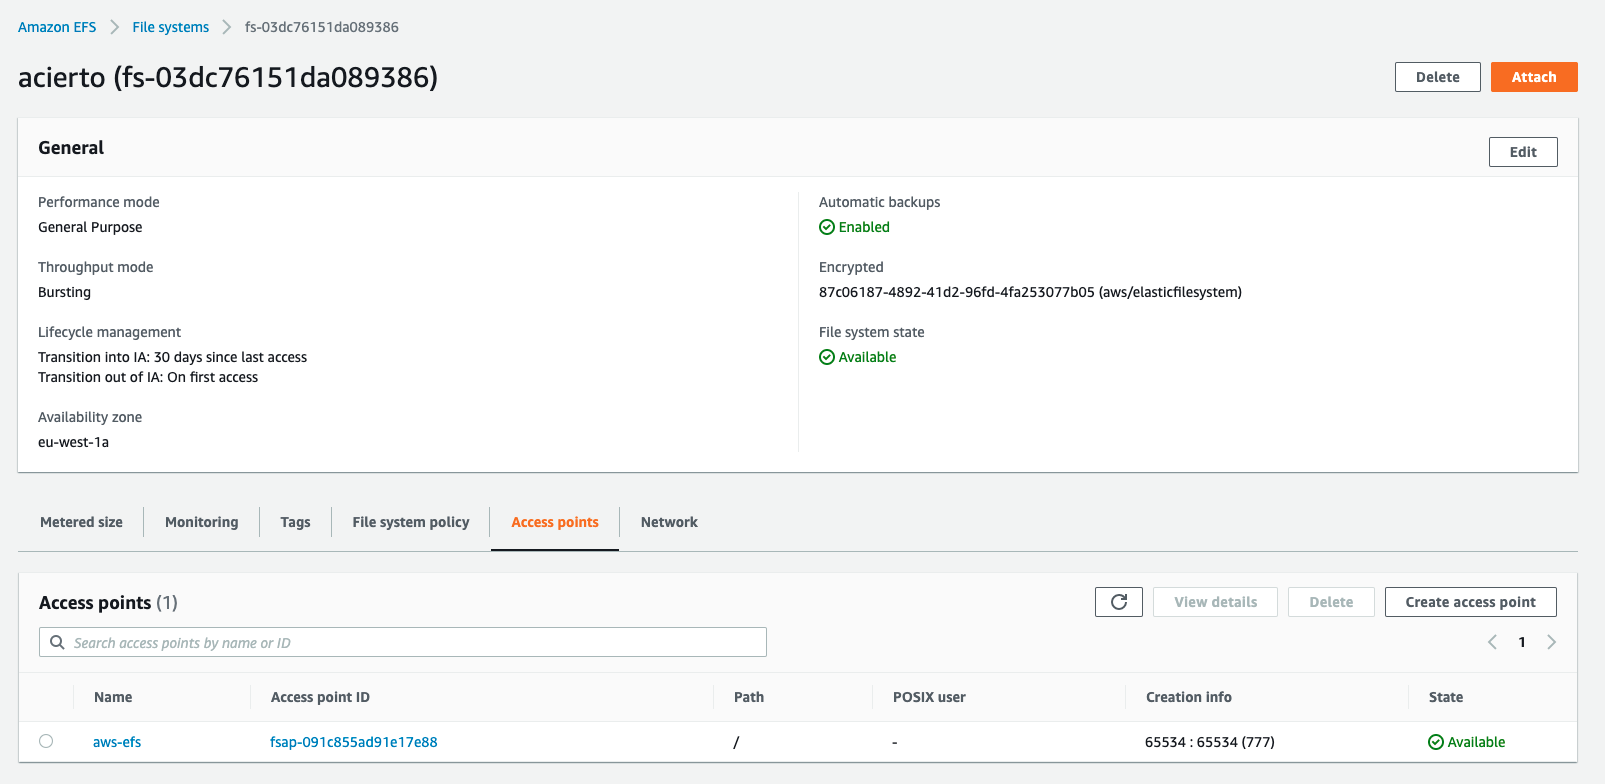 Amazon EFS > File systems > fs-03dc76151da089386
acierto (fs-03dc76151da089386)
Delete
Attach
General
Edit
Performance mode
General Purpose
Throughput mode
Bursting
Lifecycle management
Transition into IA: 30 days since last access
Transition out of IA: On first access
Availability zone
eu-west-1a
Automatic backups
Enabled
Encrypted
87c06187-4892-41d2-96fd-4fa253077b05 (aws/elasticfilesystem)
File system state
Available
Metered size
Monitoring
Tags
File system policy
Access points
Network
Access points (1)
View details
Delete
Create access point
Search access points by name or ID
1
Name Access point ID Path POSIX user Creation info State
aws-efs fsap-091c855ad91e17e88 / - 65534 : 65534 (777) Available